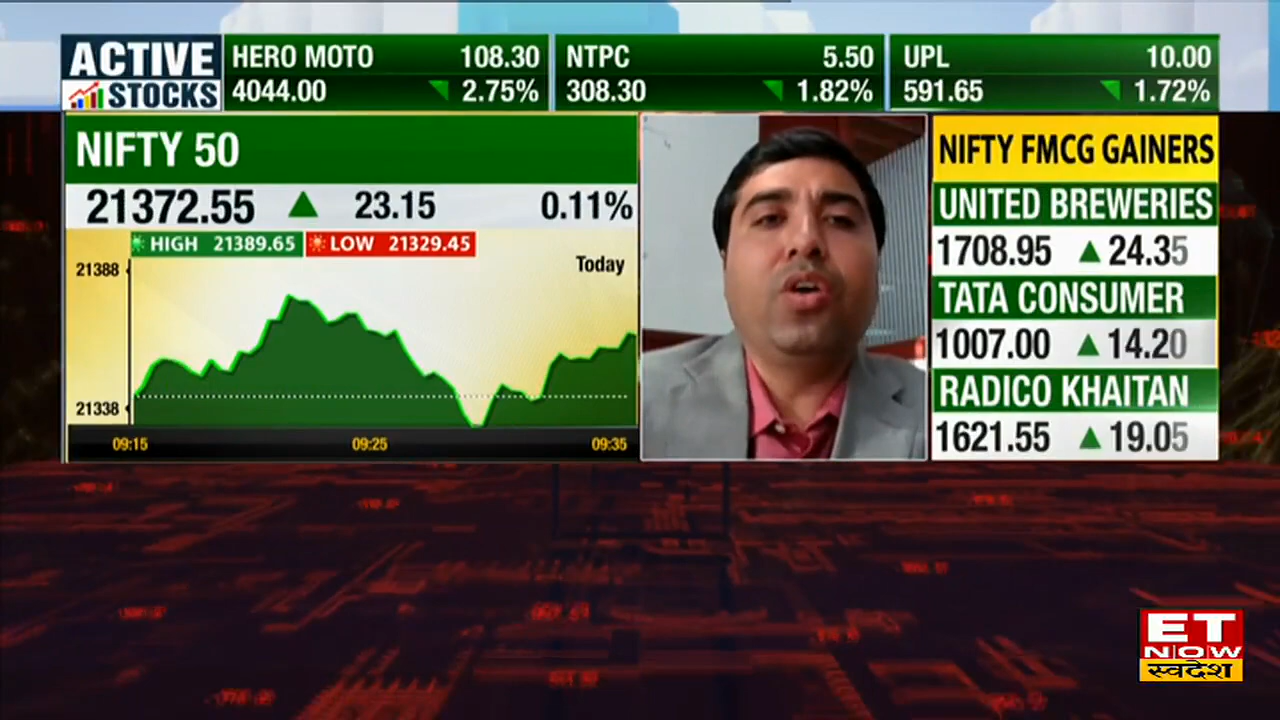 ACTIVE STOCKS
HERO MOTO 108.30
4044.00 2.75%
NTPC 5.50
308.30 1.82%
UPL 10.00
591.65 1.72%
NIFTY 50
21372.55 23.15 0.11%
HIGH 21389.65 LOW 21329.45
Today
21388
21338
09:15 09:25 09:35
NIFTY FMCG GAINERS
UNITED BREWERIES
1708.95 24.35
TATA CONSUMER
1007.00 14.20
RADICO KHAITAN
1621.55 19.05
ET
NOW
स्वदेश